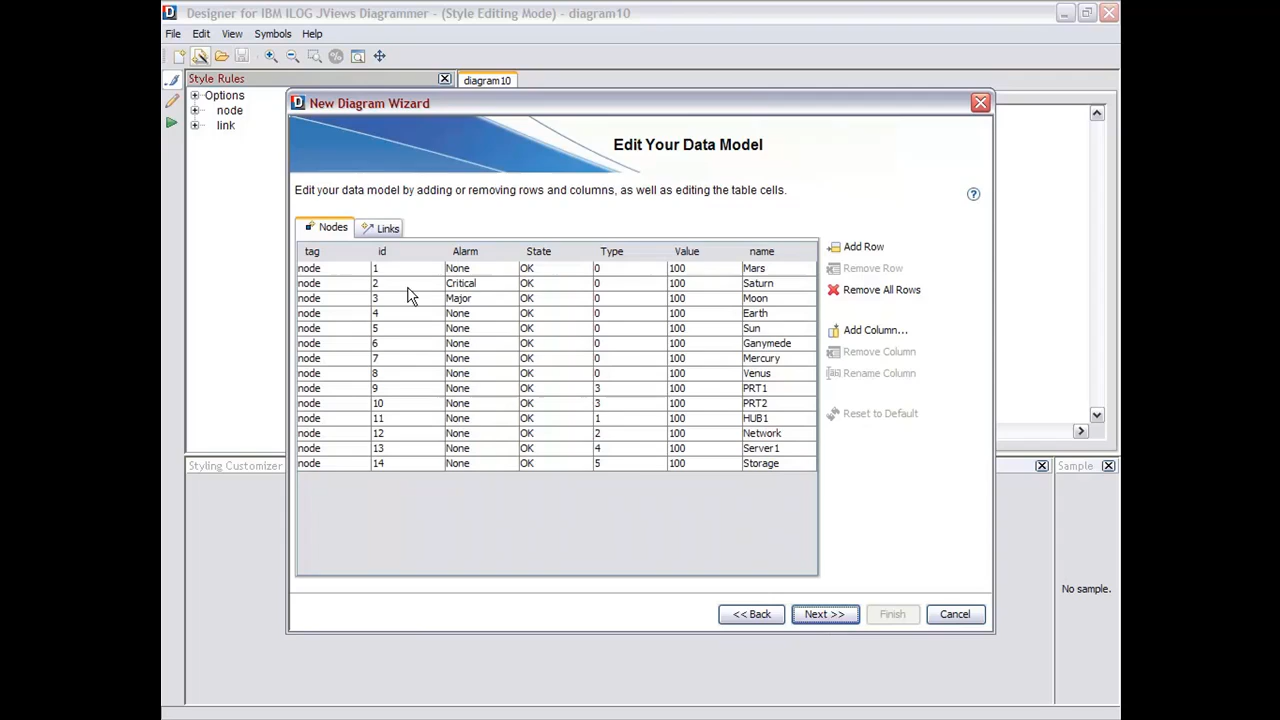 Designer for IBM ILOG JViews Diagrammer - (Style Editing Mode) - diagram10
File Edit View Symbols Help
Style Rules
diagram10
Options
node
link
New Diagram Wizard
Edit Your Data Model
Edit your data model by adding or removing rows and columns, as well as editing the table cells.
Nodes Links
tag id Alarm State Type Value name
node 1 None OK 0 100 Mars
node 2 Critical OK 0 100 Saturn
node 3 Major OK 0 100 Moon
node 4 None OK 0 100 Earth
node 5 None OK 0 100 Sun
node 6 None OK 0 100 Ganymede
node 7 None OK 0 100 Mercury
node 8 None OK 0 100 Venus
node 9 None OK 3 100 PRT1
node 10 None OK 3 100 PRT2
node 11 None OK 1 100 HUB1
node 12 None OK 2 100 Network
node 13 None OK 4 100 Server1
node 14 None OK 5 100 Storage
Add Row
Remove Row
Remove All Rows
Add Column...
Remove Column
Rename Column
Reset to Default
<< Back Next >> Finish Cancel
Styling Customizer
Sample
No sample.